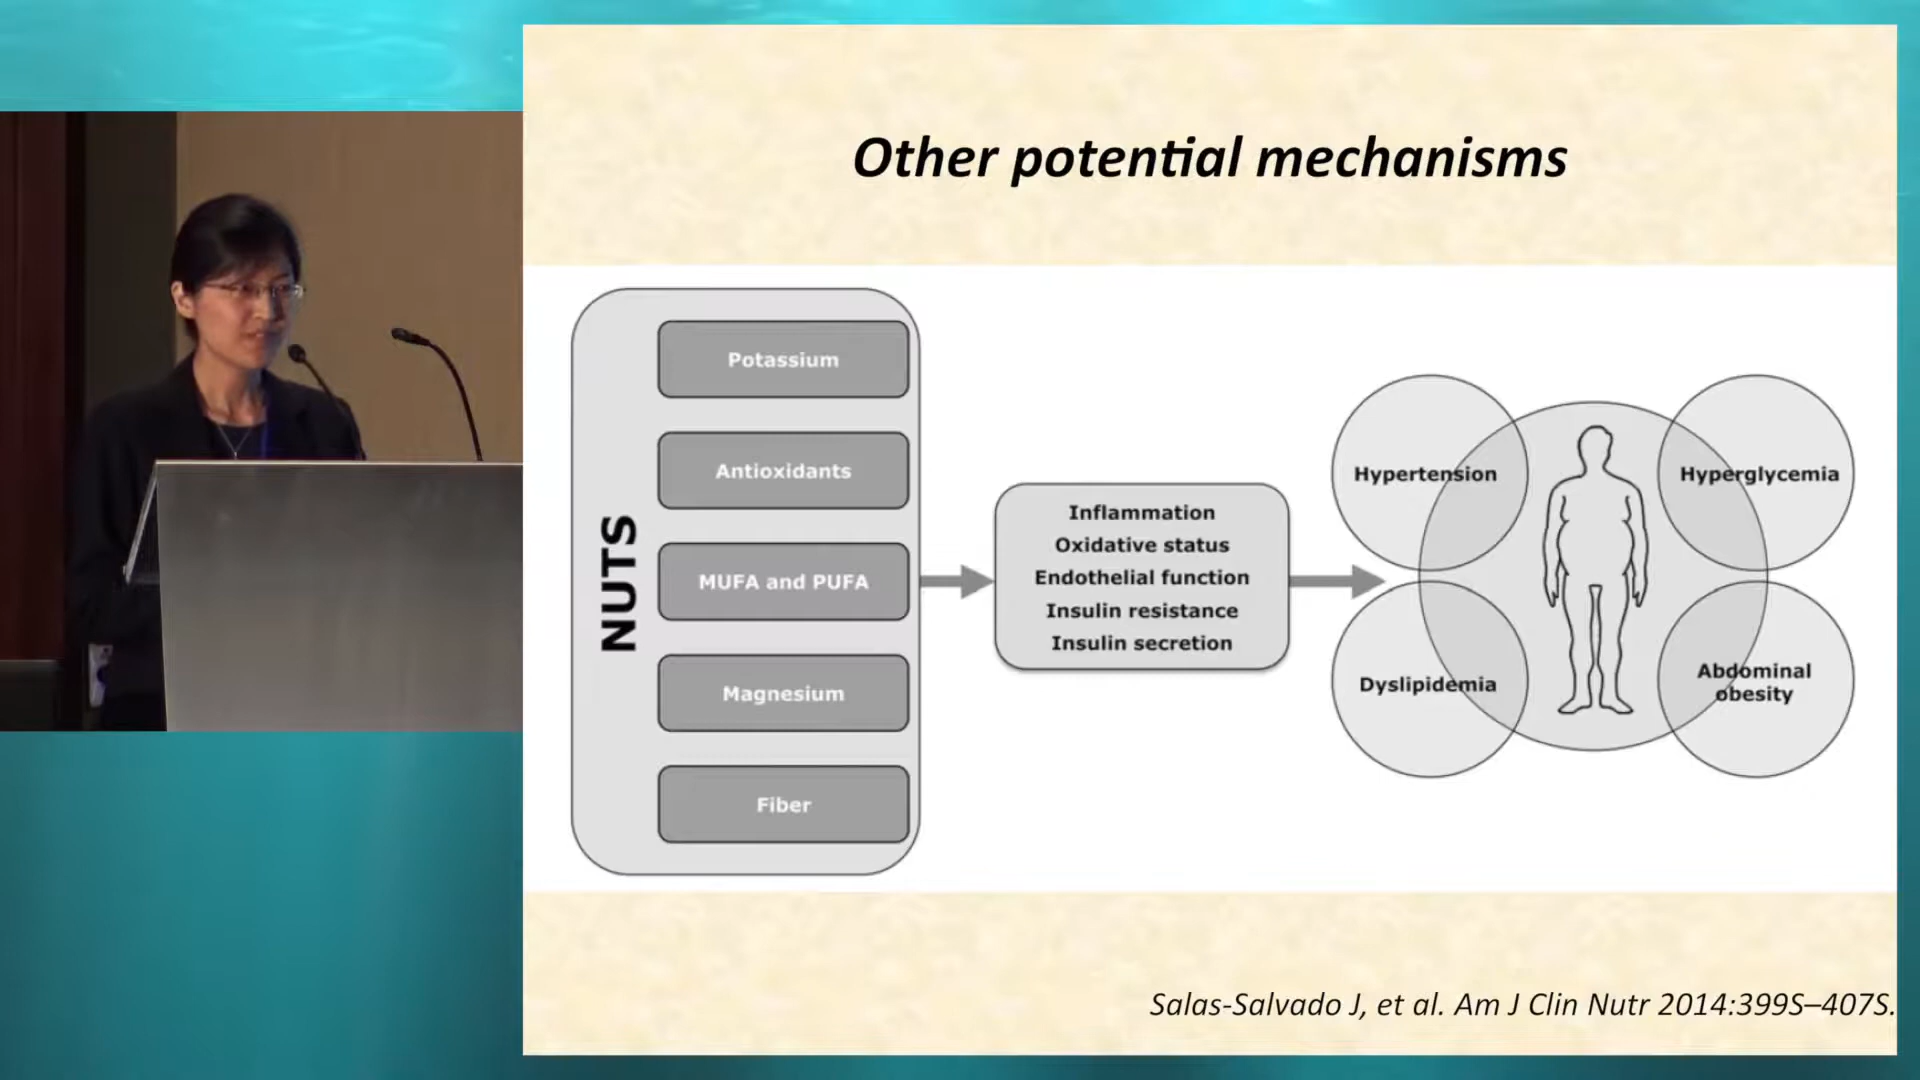 Other potential mechanisms
NUTS
Potassium
Antioxidants
MUFA and PUFA
Magnesium
Fiber
Inflammation
Oxidative status
Endothelial function
Insulin resistance
Insulin secretion
Hypertension
Hyperglycemia
Dyslipidemia
Abdominal
obesity
Salas-Salvado J, et al. Am J Clin Nutr 2014:399S–407S.